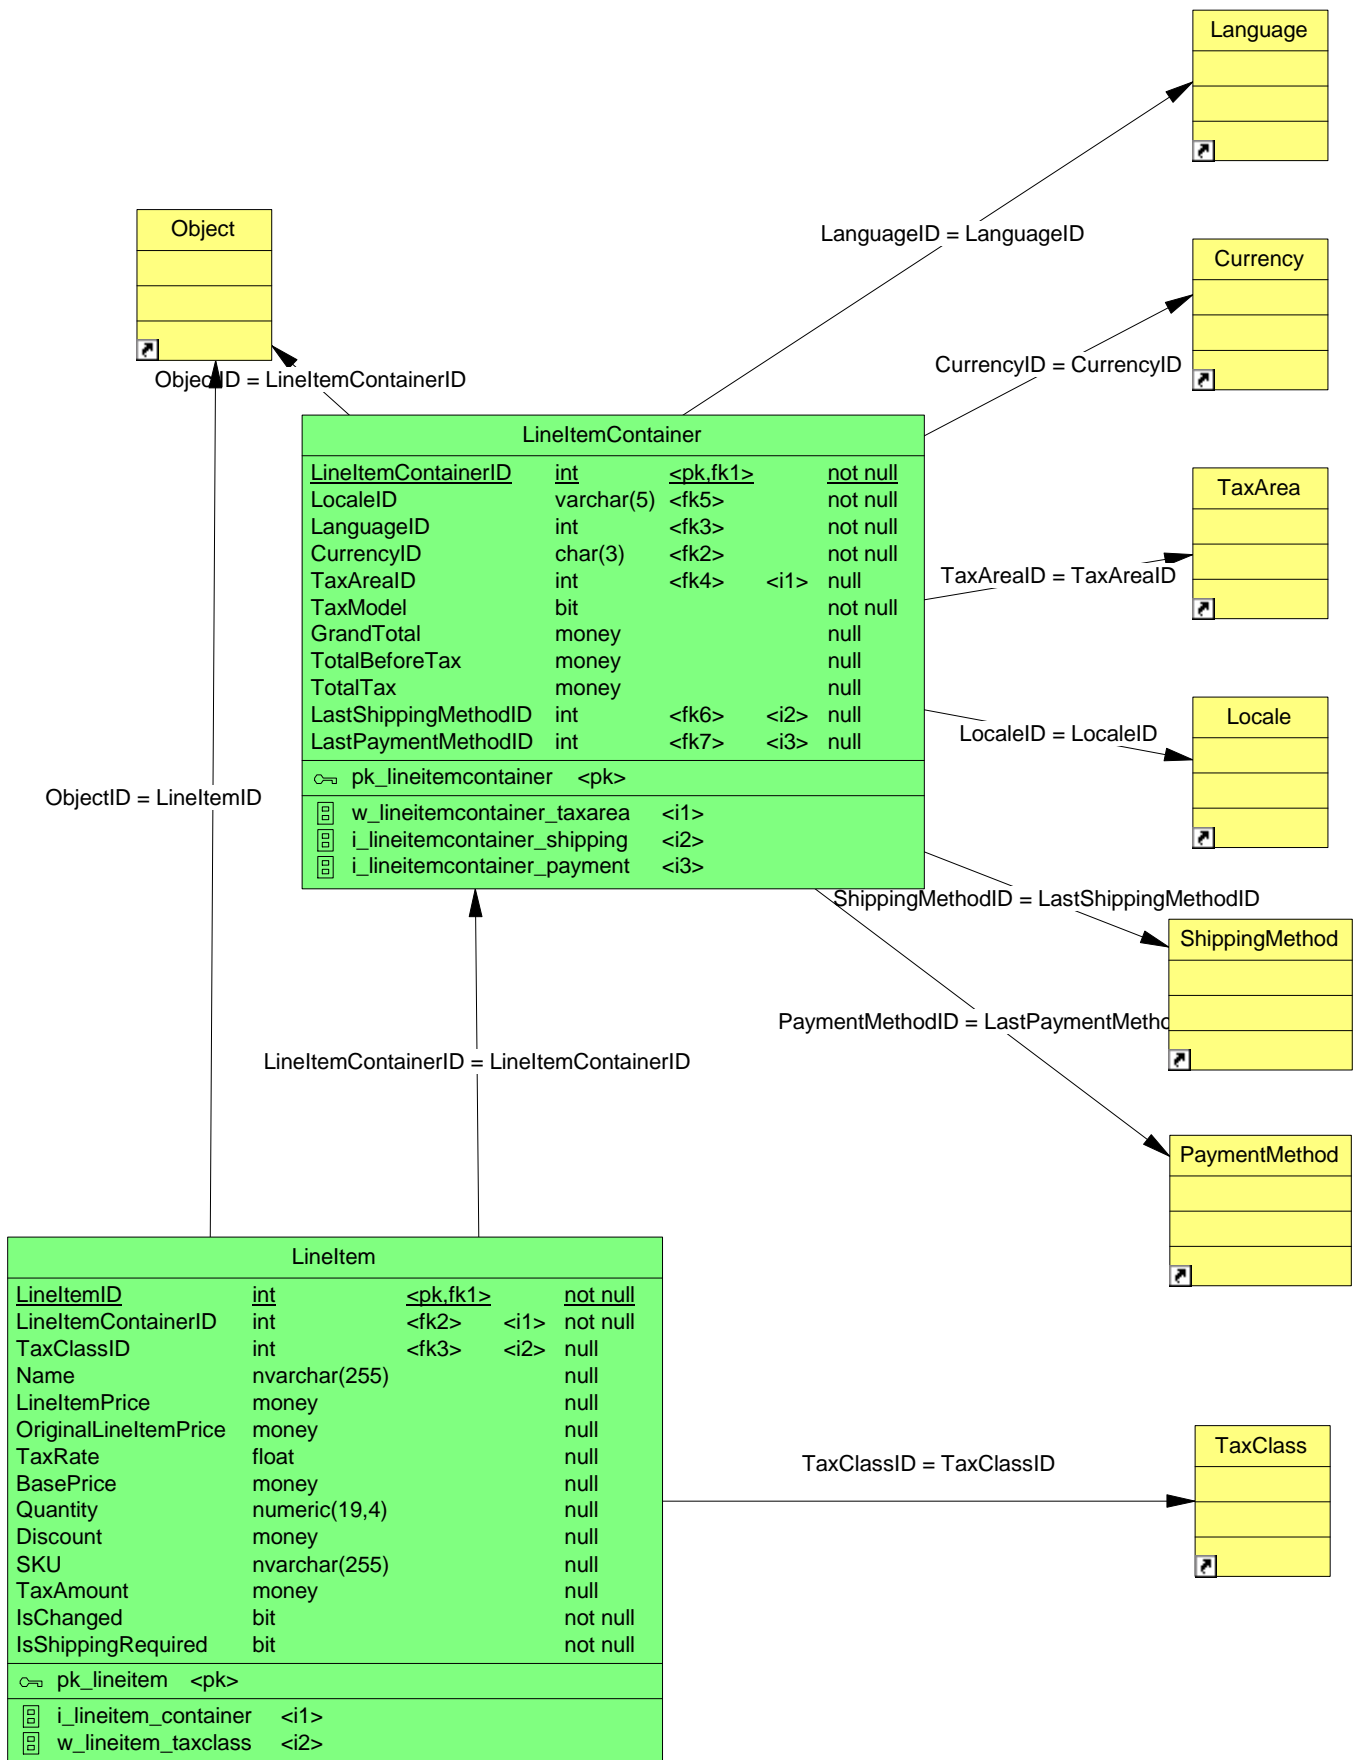 Language
Object
LanguageID = LanguageID
Currency
CurrencyID = CurrencyID
ObjectID = LineItemContainerID
LineItemContainer
LineItemContainerID int <pk,fk1> not null
LocaleID varchar(5) <fk5> not null
LanguageID int <fk3> not null
CurrencyID char(3) <fk2> not null
TaxAreaID int <fk4> <i1> null
TaxModel bit not null
GrandTotal money null
TotalBeforeTax money null
TotalTax money null
LastShippingMethodID int <fk6> <i2> null
LastPaymentMethodID int <fk7> <i3> null
pk_lineitemcontainer <pk>
w_lineitemcontainer_taxarea <i1>
i_lineitemcontainer_shipping <i2>
i_lineitemcontainer_payment <i3>
TaxArea
TaxAreaID = TaxAreaID
Locale
LocaleID = LocaleID
ObjectID = LineItemID
ShippingMethodID = LastShippingMethodID
ShippingMethod
PaymentMethodID = LastPaymentMetho
LineItemContainerID = LineItemContainerID
PaymentMethod
LineItem
LineItemID int <pk,fk1> not null
LineItemContainerID int <fk2> <i1> not null
TaxClassID int <fk3> <i2> null
Name nvarchar(255) null
LineItemPrice money null
OriginalLineItemPrice money null
TaxRate float null
BasePrice money null
Quantity numeric(19,4) null
Discount money null
SKU nvarchar(255) null
TaxAmount money null
IsChanged bit not null
IsShippingRequired bit not null
pk_lineitem <pk>
i_lineitem_container <i1>
w_lineitem_taxclass <i2>
TaxClass
TaxClassID = TaxClassID